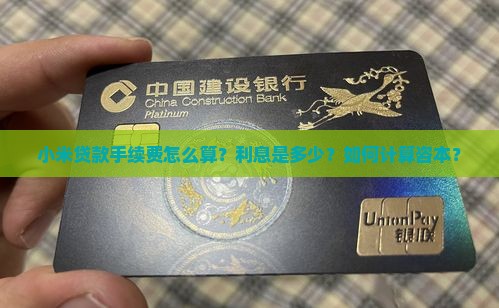 中国建设银行
China Construction Bank
Platinum
小米贷款手续费怎么算？利息是多少？如何计算咨本？
UnionPay
银联